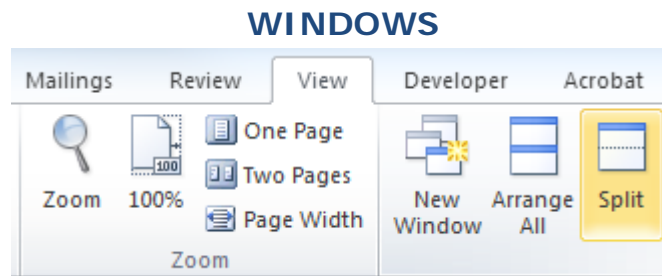 WINDOWS
Mailings Review View Developer Acrobat
One Page
100
Two Pages
Zoom 100% New Arrange Split
Page Width Window All
Zoom